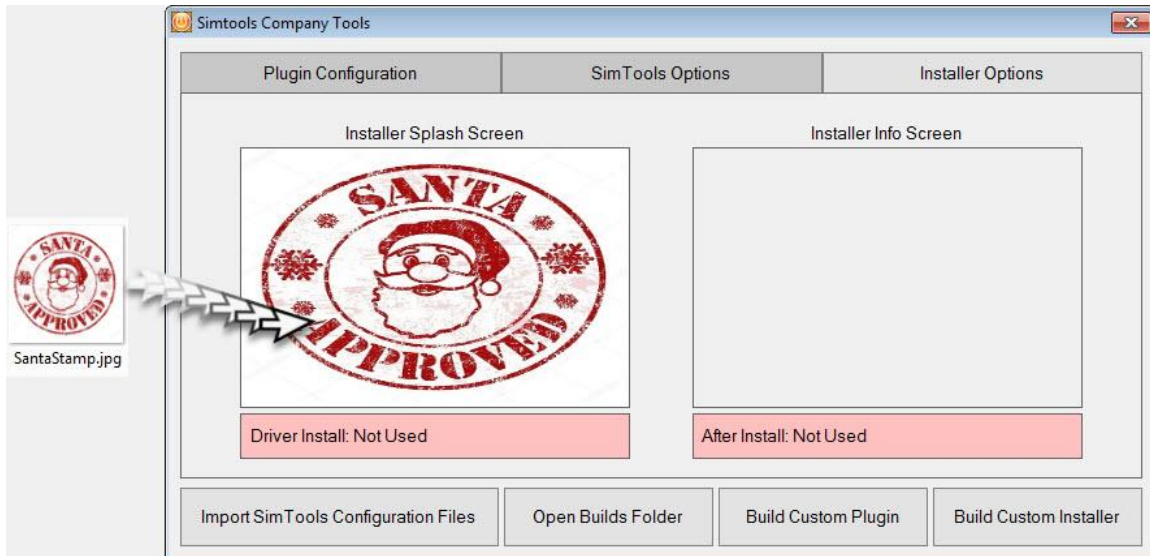 Simtools Company Tools
Plugin Configuration
SimTools Options
Installer Options
Installer Splash Screen
Installer Info Screen
SANTA
APPROVED
SANTA
APPROVED
SantaStamp.jpg
Driver Install: Not Used
After Install: Not Used
Import SimTools Configuration Files
Open Builds Folder
Build Custom Plugin
Build Custom Installer